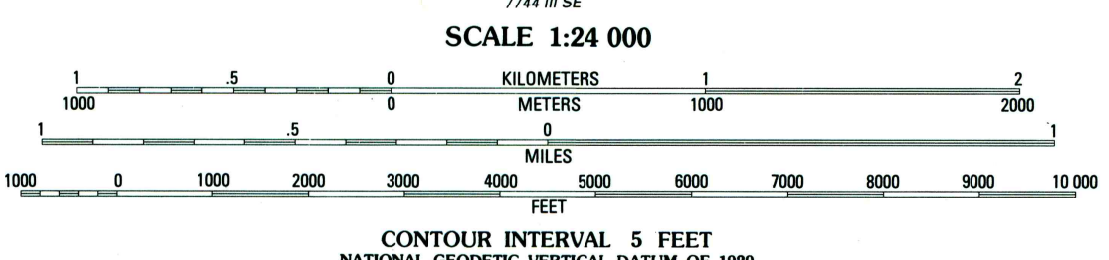 7744 III SE
SCALE 1:24 000
1 .5 0 KILOMETERS 1 2
1000 0 METERS 1000 2000
1 .5 0 1
MILES
1000 0 1000 2000 3000 4000 5000 6000 7000 8000 9000 10 000
FEET
CONTOUR INTERVAL 5 FEET
NATIONAL GEODETIC VERTICAL DATUM OF